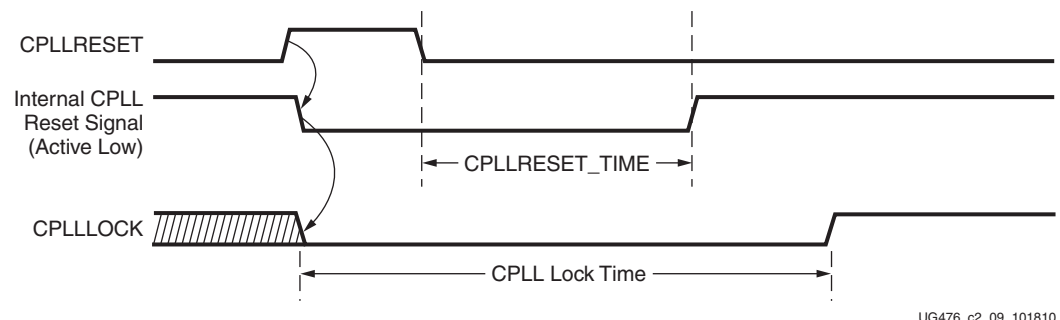 CPLLRESET
Internal CPLL
Reset Signal
(Active Low)
CPLLRESET_TIME
CPLLLOCK
CPLL Lock Time
UG476_c2_09_101810